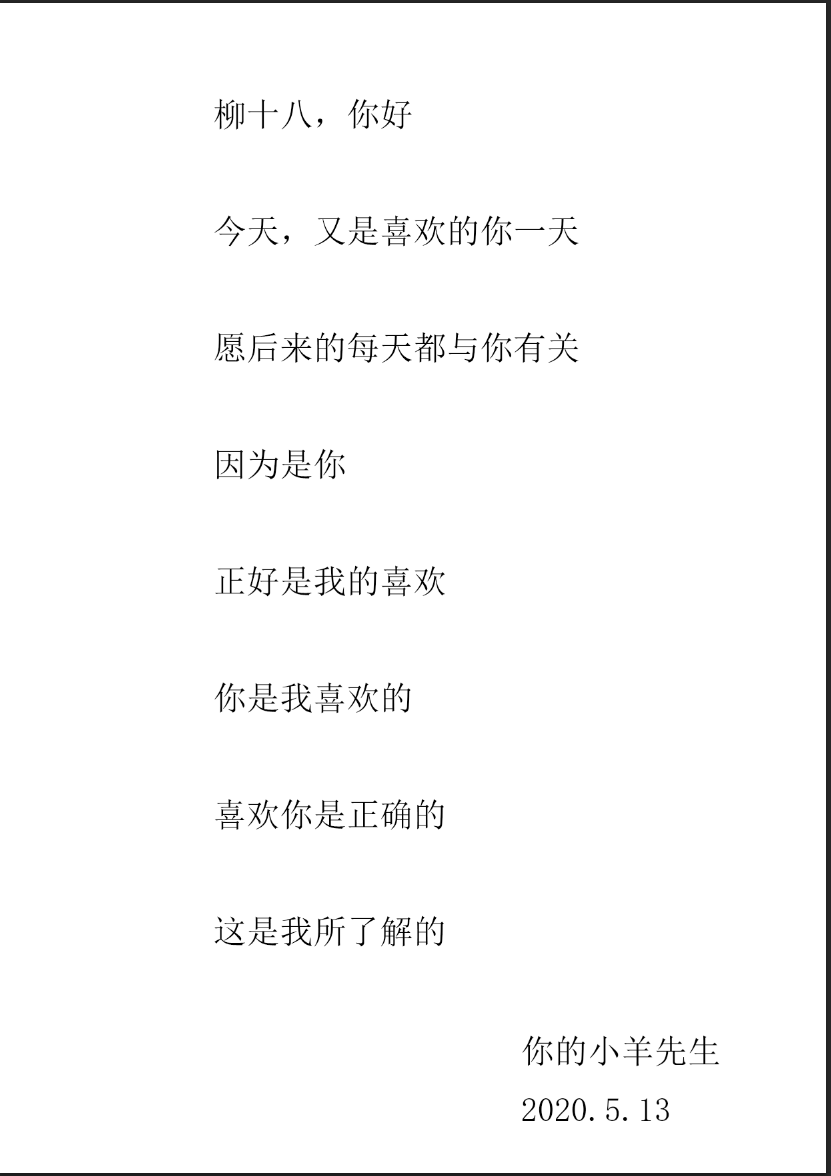 柳十八，你好
今天，又是喜欢的你一天
愿后来的每天都与你有关
因为是你
正好是我的喜欢
你是我喜欢的
喜欢你是正确的
这是我所了解的
你的小羊先生
2020.5.13